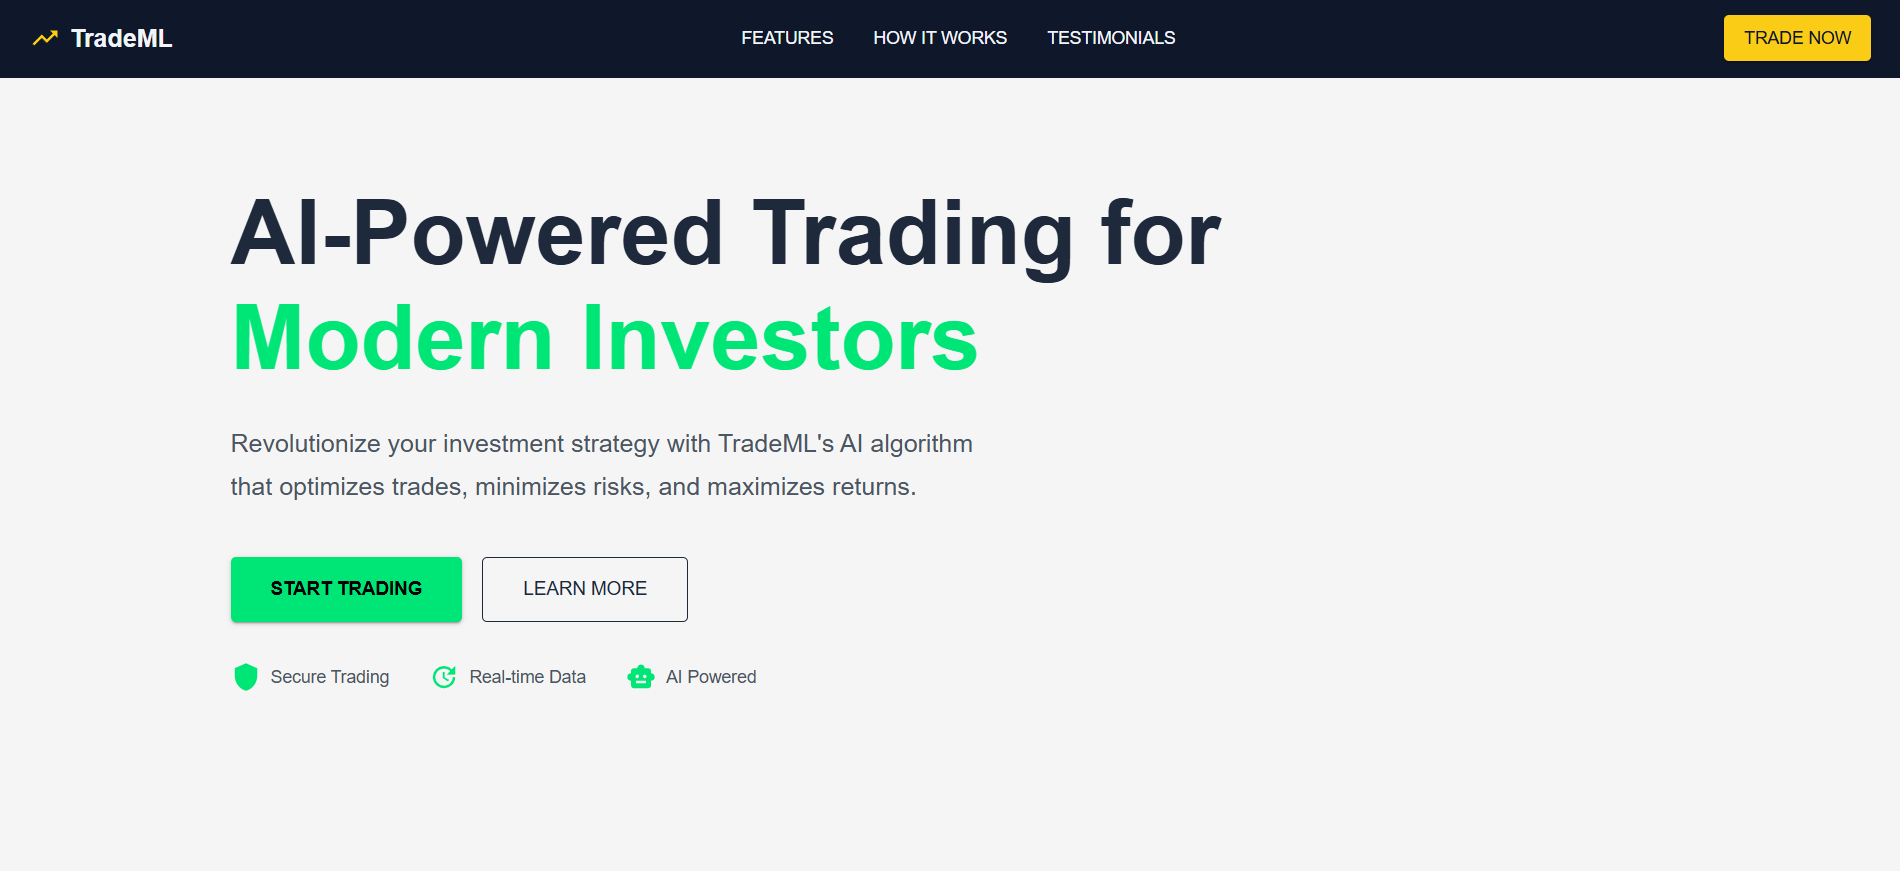 TradeML
FEATURES
HOW IT WORKS
TESTIMONIALS
TRADE NOW
AI-Powered Trading for
Modern Investors
Revolutionize your investment strategy with TradeML's AI algorithm
that optimizes trades, minimizes risks, and maximizes returns.
START TRADING
LEARN MORE
Secure Trading
Real-time Data
AI Powered